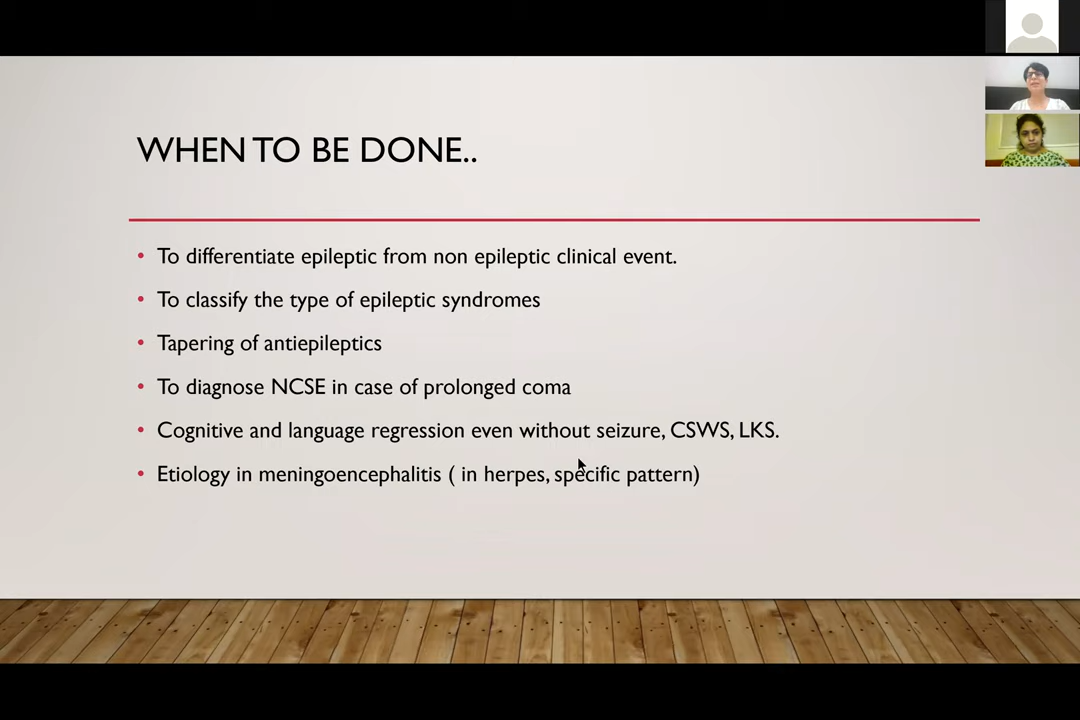 WHEN TO BE DONE..
• To differentiate epileptic from non epileptic clinical event.
• To classify the type of epileptic syndromes
• Tapering of antiepileptics
• To diagnose NCSE in case of prolonged coma
• Cognitive and language regression even without seizure, CSWS, LKS.
• Etiology in meningoencephalitis ( in herpes, specific pattern)